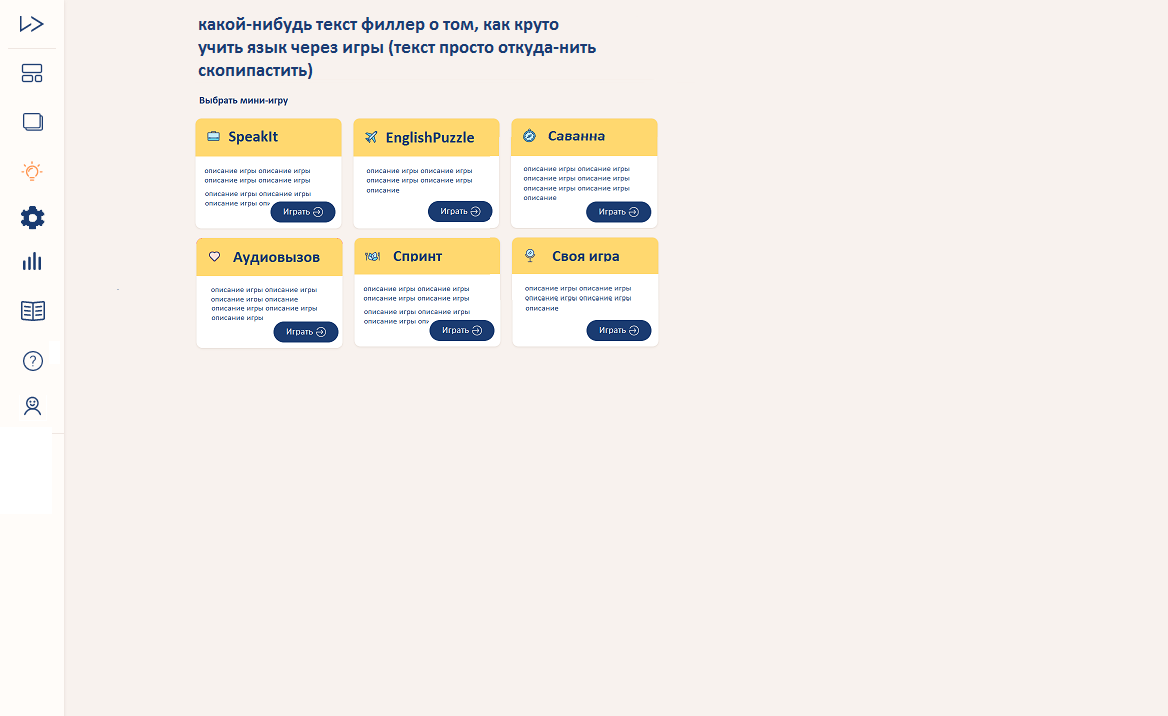 какой-нибудь текст филлер о том, как круто
учить язык через игры (текст просто откуда-нить
скопипастить)
Выбрать мини-игру
SpeakIt
описание игры описание игры
описание игры описание игры
описание игры описание игры
описание игры
Играть
EnglishPuzzle
описание игры описание игры
описание игры описание игры
описание
Играть
Саванна
описание игры описание игры
описание игры описание игры
описание игры описание игры
описание
Играть
Аудиовызов
описание игры описание игры
описание игры описание
описание игры описание игры
описание игры
Играть
Спринт
описание игры описание игры
описание игры описание игры
описание игры описание игры
описание игры
Играть
Своя игра
описание игры описание игры
описание игры описание игры
описание
Играть